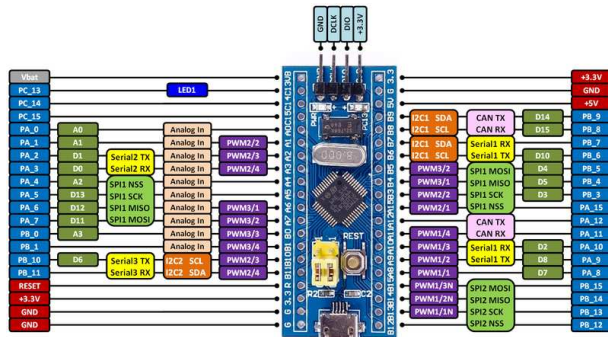 GND DCLK DIO +3.3V
Vbat
PC_13 LED1
PC_14
PC_15
PA_0 A0 Analog In
PA_1 A1 Analog In PWM2/2
PA_2 D1 Serial2 TX Analog In PWM2/3
PA_3 D0 Serial2 RX Analog In PWM2/4
PA_4 A2 SPI1 NSS Analog In
PA_5 D13 SPI1 SCK Analog In
PA_6 D12 SPI1 MISO Analog In PWM3/1
PA_7 D11 SPI1 MOSI Analog In PWM3/2
PB_0 A3 Analog In PWM3/3
PB_1 Analog In PWM3/4
PB_10 D6 Serial3 TX I2C2 SCL PWM2/3
PB_11 Serial3 RX I2C2 SDA PWM2/4
RESET
+3.3V
GND
GND
PWR
PC13
8.000
REST
R2
C2
+3.3V
GND
+5V
I2C1 SDA CAN TX D14 PB_9
I2C1 SCL CAN RX D15 PB_8
I2C1 SDA Serial1 RX PB_7
I2C1 SCL Serial1 TX D10 PB_6
PWM3/2 SPI1 MOSI D4 PB_5
PWM3/1 SPI1 MISO D5 PB_4
PWM2/2 SPI1 SCK D3 PB_3
PWM2/1 SPI1 NSS PA_15
CAN TX PA_12
PWM1/4 CAN RX PA_11
PWM1/3 Serial1 RX D2 PA_10
PWM1/2 Serial1 TX D8 PA_9
PWM1/1 D7 PA_8
PWM1/3N SPI2 MOSI PB_15
PWM1/2N SPI2 MISO PB_14
PWM1/1N SPI2 SCK PB_13
SPI2 NSS PB_12